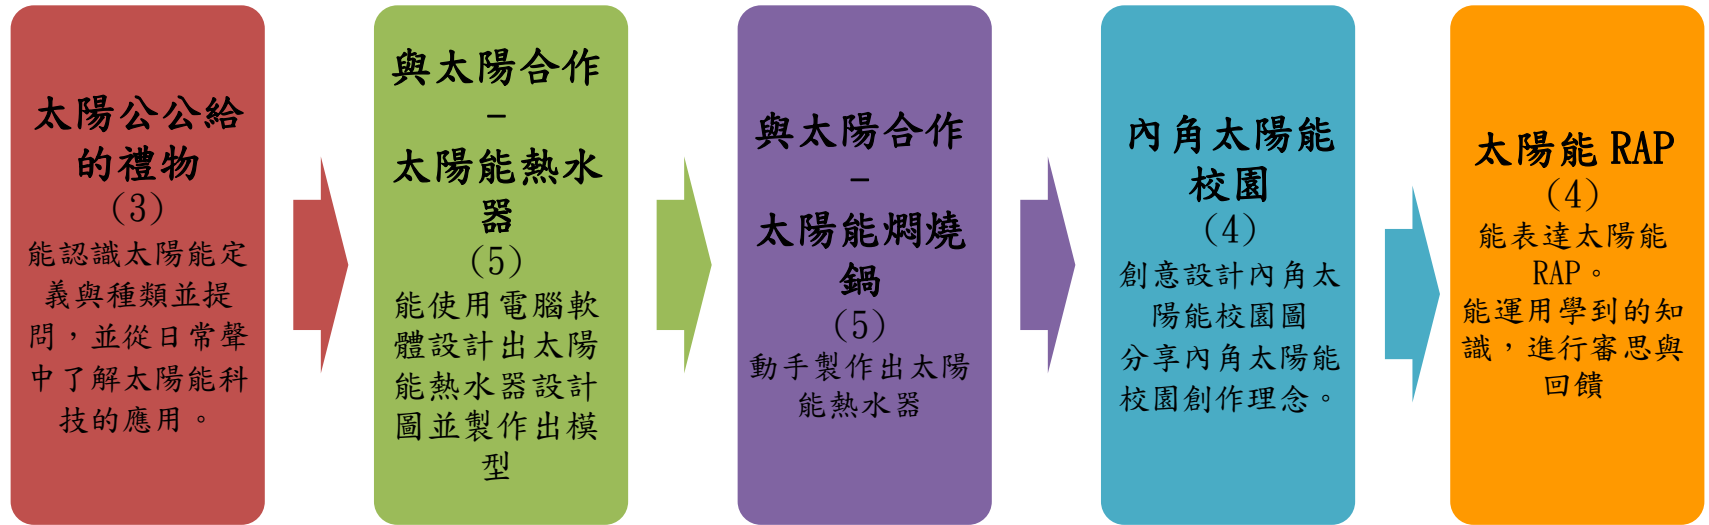 太陽公公給
的禮物
(3)
能認識太陽能定
義與種類並提
問，並從日常聲
中了解太陽能科
技的應用。
與太陽合作
-
太陽能熱水
器
(5)
能使用電腦軟
體設計出太陽
能熱水器設計
圖並製作出模
型
與太陽合作
-
太陽能燜燒
鍋
(5)
動手製作出太陽
能熱水器
內角太陽能
校園
(4)
創意設計內角太
陽能校園圖
分享內角太陽能
校園創作理念。
太陽能 RAP
(4)
能表達太陽能
RAP。
能運用學到的知
識，進行審思與
回饋